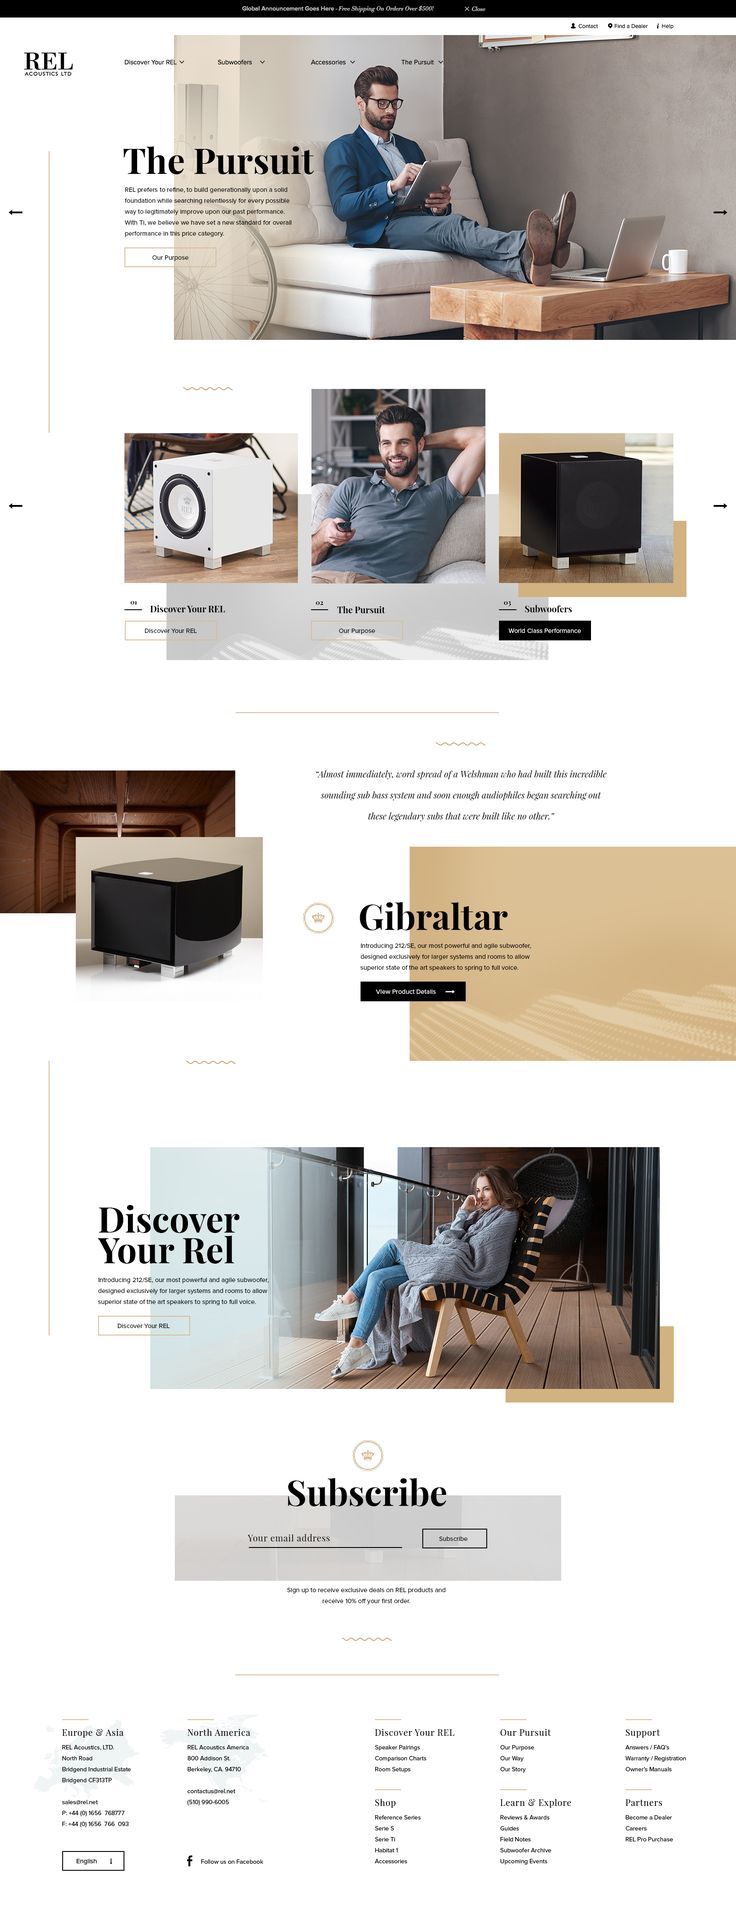 Global Announcement Goes Here - Free Shipping On Orders Over $500!
Close
Contact
Find a Dealer
Help
REL
ACOUSTICS LTD
Discover Your REL
Subwoofers
Accessories
The Pursuit
The Pursuit
REL prefers to refine, to build generationally upon a solid
foundation while searching relentlessly for every possible
way to legitimately improve upon our past performance.
With Ti, we believe we have set a new standard for overall
performance in this price category.
Our Purpose
01
Discover Your REL
Discover Your REL
02
The Pursuit
Our Purpose
03
Subwoofers
World Class Performance
“Almost immediately, word spread of a Welshman who had built this incredible
sounding sub bass system and soon enough audiophiles began searching out
these legendary subs that were built like no other.”
Gibraltar
Introducing 212/SE, our most powerful and agile subwoofer,
designed exclusively for larger systems and rooms to allow
superior state of the art speakers to spring to full voice.
View Product Details
Discover
Your Rel
Introducing 212/SE, our most powerful and agile subwoofer,
designed exclusively for larger systems and rooms to allow
superior state of the art speakers to spring to full voice.
Discover Your REL
Subscribe
Your email address
Subscribe
Sign up to receive exclusive deals on REL products and
receive 10% off your first order.
Europe & Asia
REL Acoustics, LTD.
North Road
Bridgend Industrial Estate
Bridgend CF313TP
sales@rel.net
P: +44 (0) 1656 768777
F: +44 (0) 1656 766 093
North America
REL Acoustics America
800 Addison St.
Berkeley, CA. 94710
contactus@rel.net
(510) 990-6005
Discover Your REL
Speaker Pairings
Comparison Charts
Room Setups
Our Pursuit
Our Purpose
Our Way
Our Story
Support
Answers / FAQ's
Warranty / Registration
Owner's Manuals
Shop
Reference Series
Serie S
Serie Ti
Habitat 1
Accessories
Learn & Explore
Reviews & Awards
Guides
Field Notes
Subwoofer Archive
Upcoming Events
Partners
Become a Dealer
Careers
REL Pro Purchase
English
Follow us on Facebook